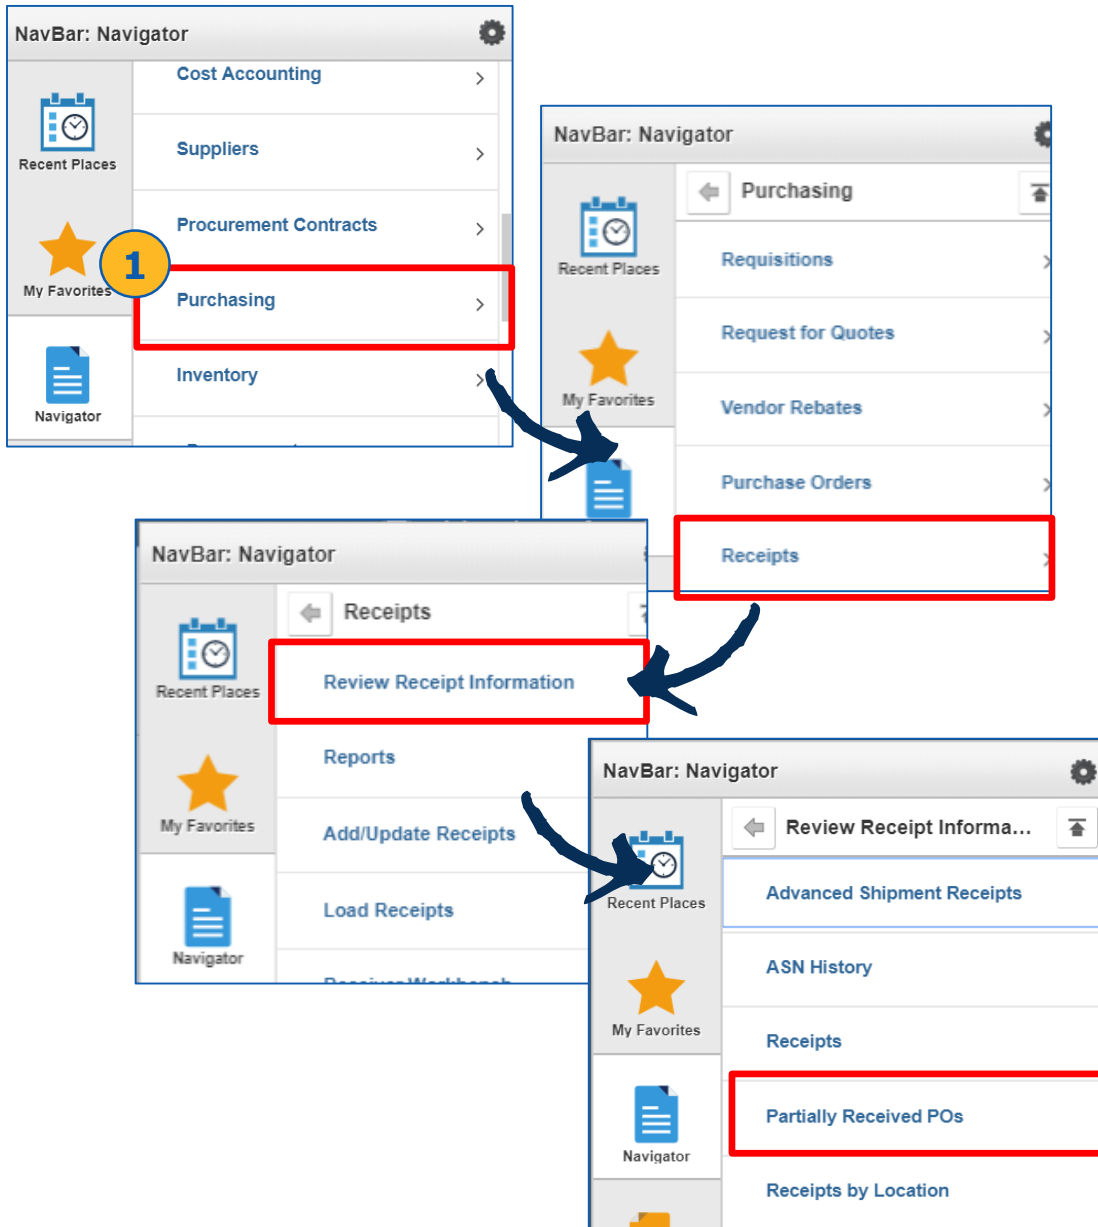 NavBar: Navigator
Recent Places
My Favorites
Navigator
Cost Accounting
Suppliers
Procurement Contracts
1
Purchasing
Inventory
NavBar: Navigator
Recent Places
My Favorites
Purchasing
Requisitions
Request for Quotes
Vendor Rebates
Purchase Orders
Receipts
NavBar: Navigator
Recent Places
My Favorites
Navigator
Receipts
Review Receipt Information
Reports
Add/Update Receipts
Load Receipts
Receiver Workbench
NavBar: Navigator
Recent Places
My Favorites
Navigator
Review Receipt Informa...
Advanced Shipment Receipts
ASN History
Receipts
Partially Received POs
Receipts by Location